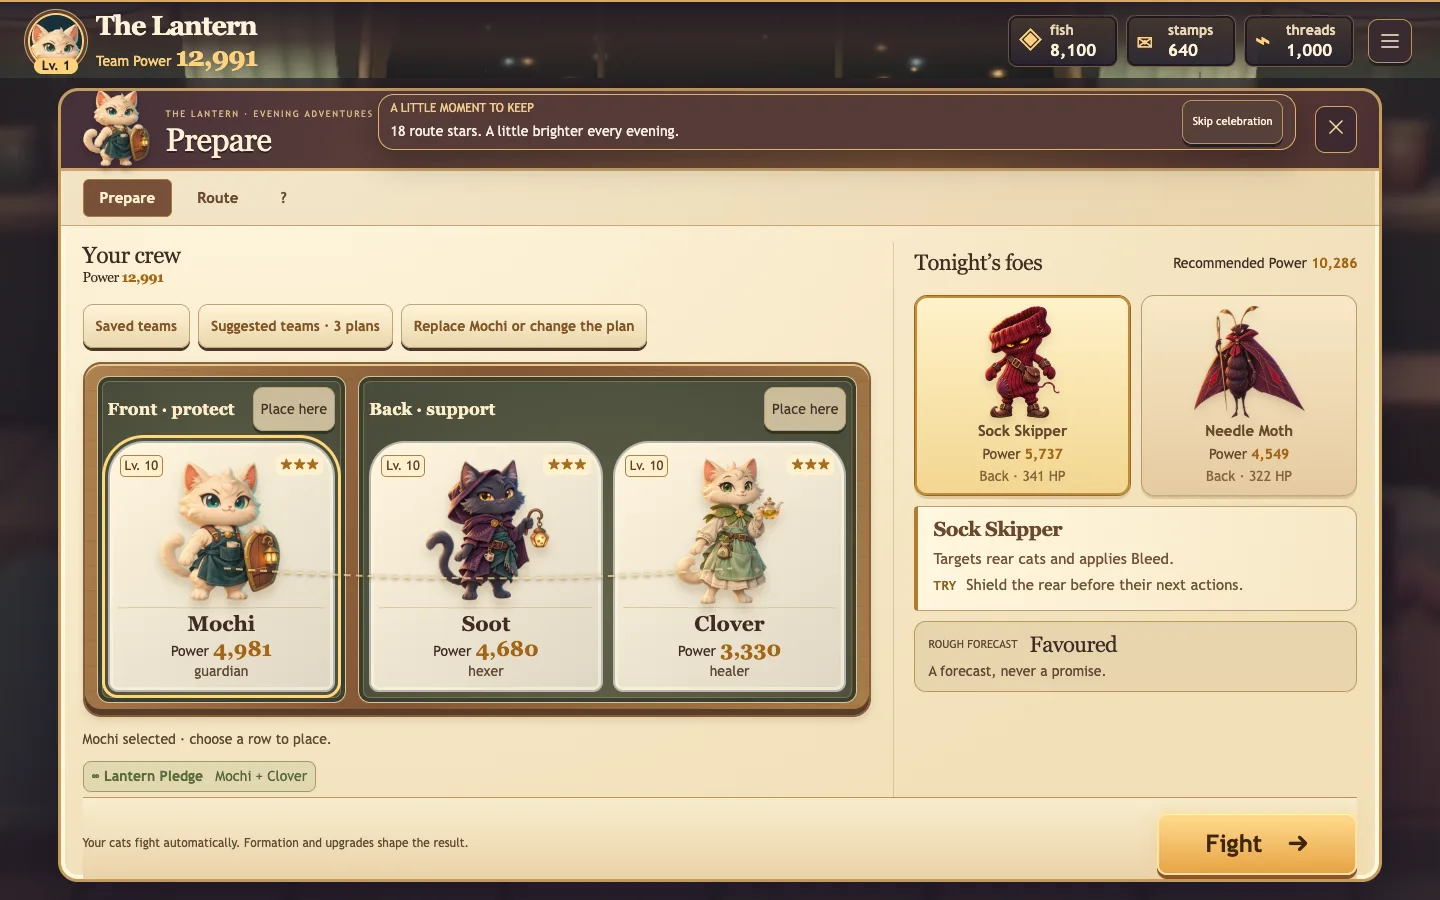 The Lantern
Team Power 12,991
Lv. 1
fish
8,100
stamps
640
threads
1,000
THE LANTERN · EVENING ADVENTURES
Prepare
A LITTLE MOMENT TO KEEP
18 route stars. A little brighter every evening.
Skip celebration
Prepare
Route
?
Your crew
Power 12,991
Saved teams
Suggested teams · 3 plans
Replace Mochi or change the plan
Front · protect
Place here
Back · support
Place here
Lv. 10
Mochi
Power 4,981
guardian
Lv. 10
Soot
Power 4,680
hexer
Lv. 10
Clover
Power 3,330
healer
Mochi selected · choose a row to place.
Lantern Pledge Mochi + Clover
Tonight's foes
Recommended Power 10,286
Sock Skipper
Power 5,737
Back · 341 HP
Needle Moth
Power 4,549
Back · 322 HP
Sock Skipper
Targets rear cats and applies Bleed.
TRY Shield the rear before their next actions.
ROUGH FORECAST Favoured
A forecast, never a promise.
Your cats fight automatically. Formation and upgrades shape the result.
Fight